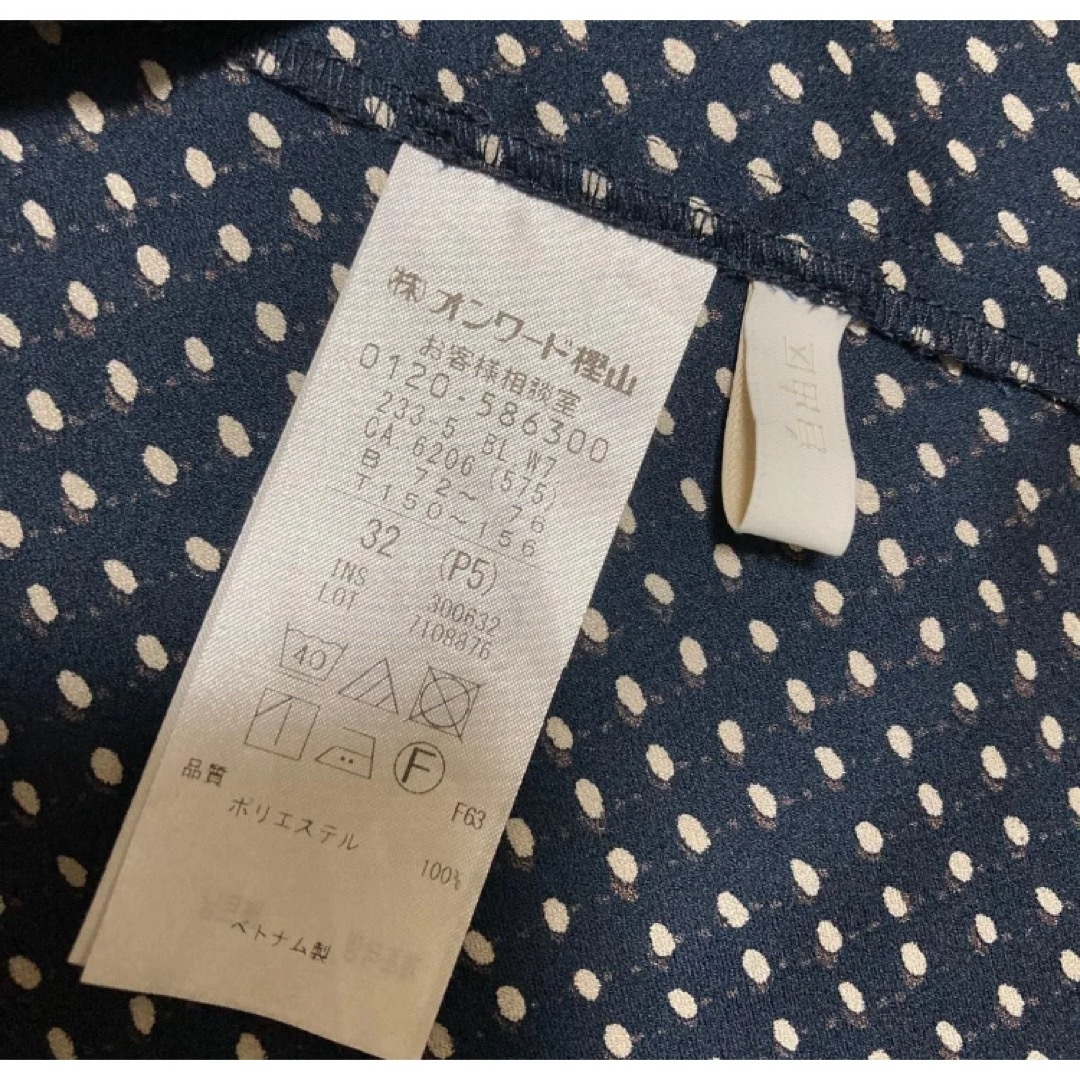 ㈱オンワード樫山
お客様相談室
0120-586300
233-5 BL W7
CA 6206 (575)
B 72～ 76
T150～156
32 (P5)
INS 300632
LOT 7108876
40
F
品質 F63
ポリエステル 100%
ベトナム製